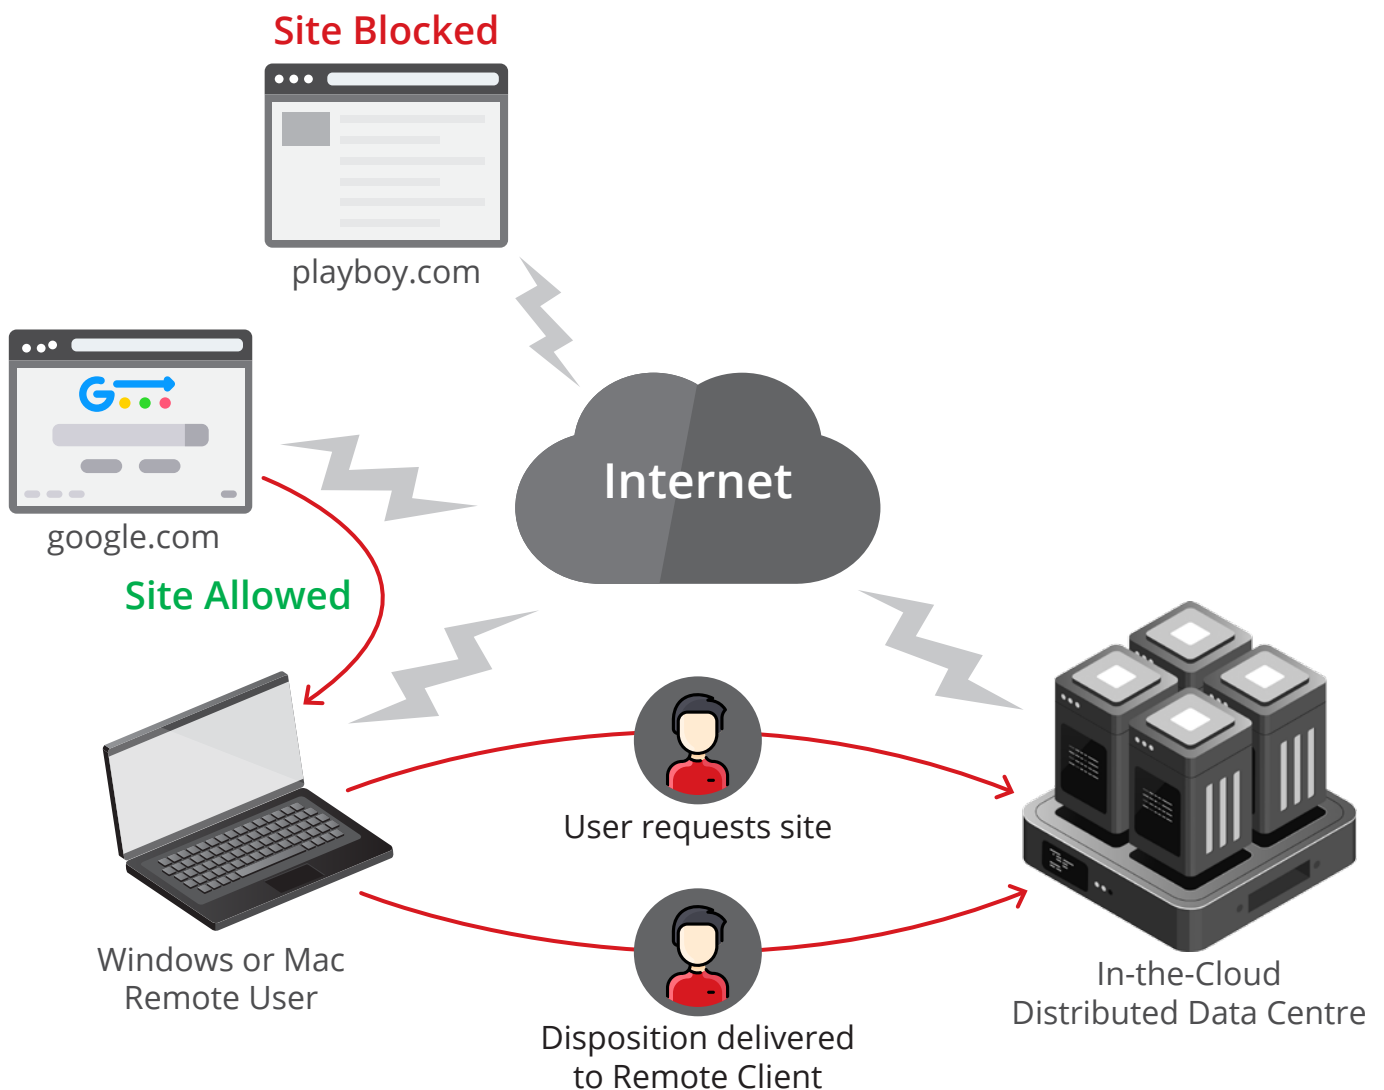 Site Blocked
playboy.com
google.com
Site Allowed
Internet
User requests site
Windows or Mac
Remote User
In-the-Cloud
Distributed Data Centre
Disposition delivered
to Remote Client